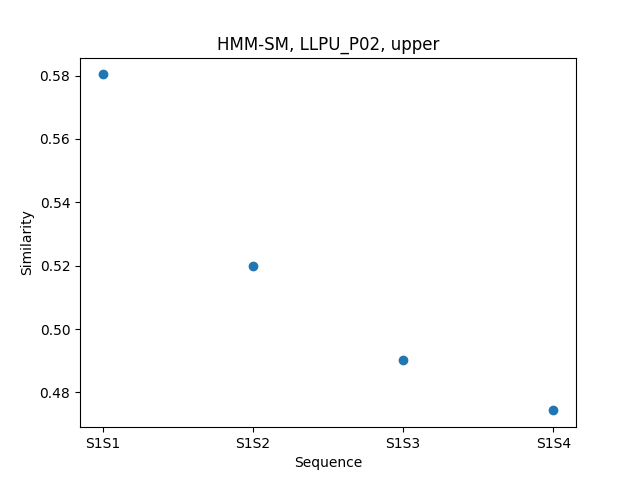 HMM-SM, LLPU_P02, upper
Similarity
0.58
0.56
0.54
0.52
0.50
0.48
S1S1 S1S2 S1S3 S1S4
Sequence